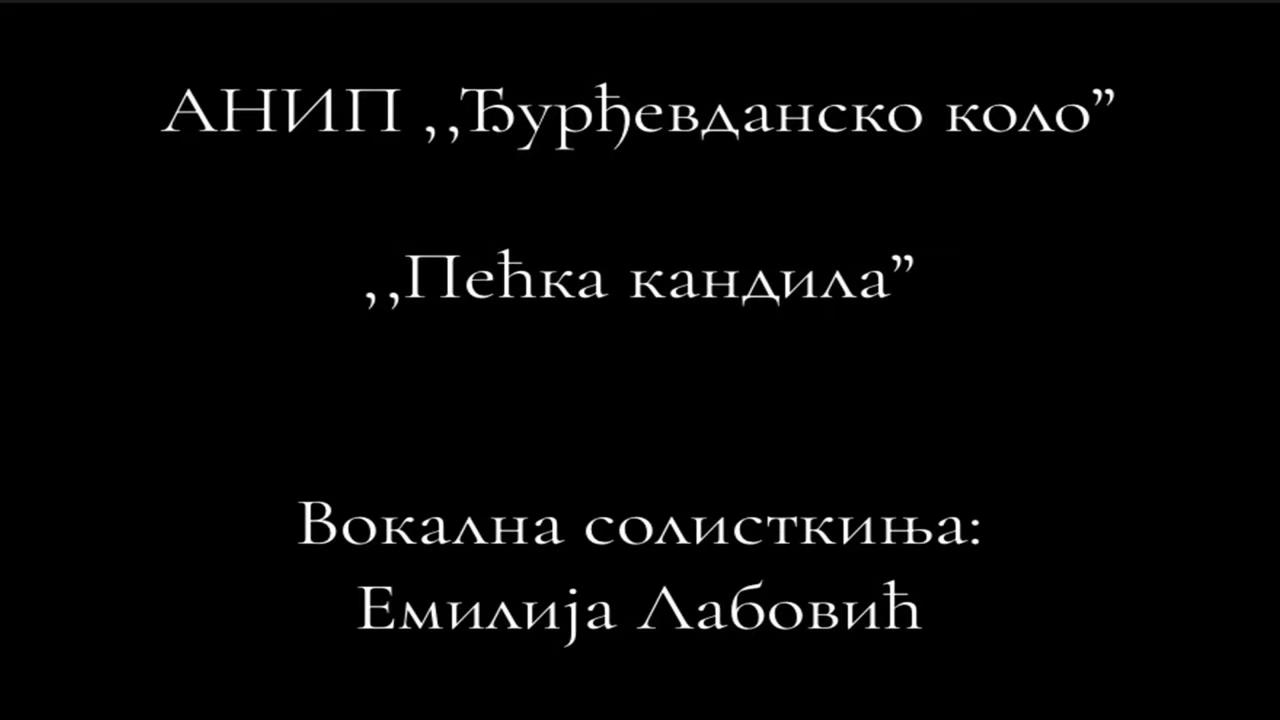 АНИП ,,Ђурђевданско коло”
,,Пећка кандила”
Вокална солисткиња:
Емилија Лабовић